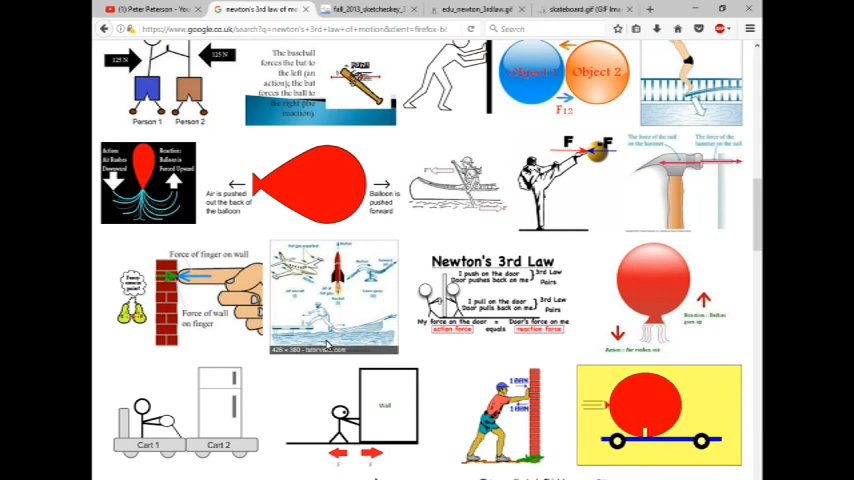 (1) Peter Peterson - You
newton's 3rd law of mo
fall_2013_sketcheskey_
edu_newton_3rdlaw.gif
skateboard.gif (GIF Ima
https://www.google.co.uk/search?q=newton's+3rd+law+of+motion&client=firefox-b
125 N
125 N
Person 1
Person 2
The baseball
forces the bat to
the left (an
action); the bat
forces the ball to
the right (the
reaction).
POW!
Object 1
Object 2
F12
Action:
Air Rushes
Downward
Reaction:
Balloon is
Forced Upward
Air is pushed
out the back of
the balloon
Balloon is
pushed
forward
F
-F
The force of the nail
on the hammer
The force of the
hammer on the nail
Force of finger on wall
Force of wall
on finger
Newton's 3rd Law
I push on the door
Door pushes back on me
3rd Law
Pairs
I pull on the door
Door pulls back on me
3rd Law
Pairs
My force on the door = Door's force on me
action force equals reaction force
Reaction : Balloon
goes up
Action : Air rushes out
Cart 1
Cart 2
Wall
F
F
100N
100N